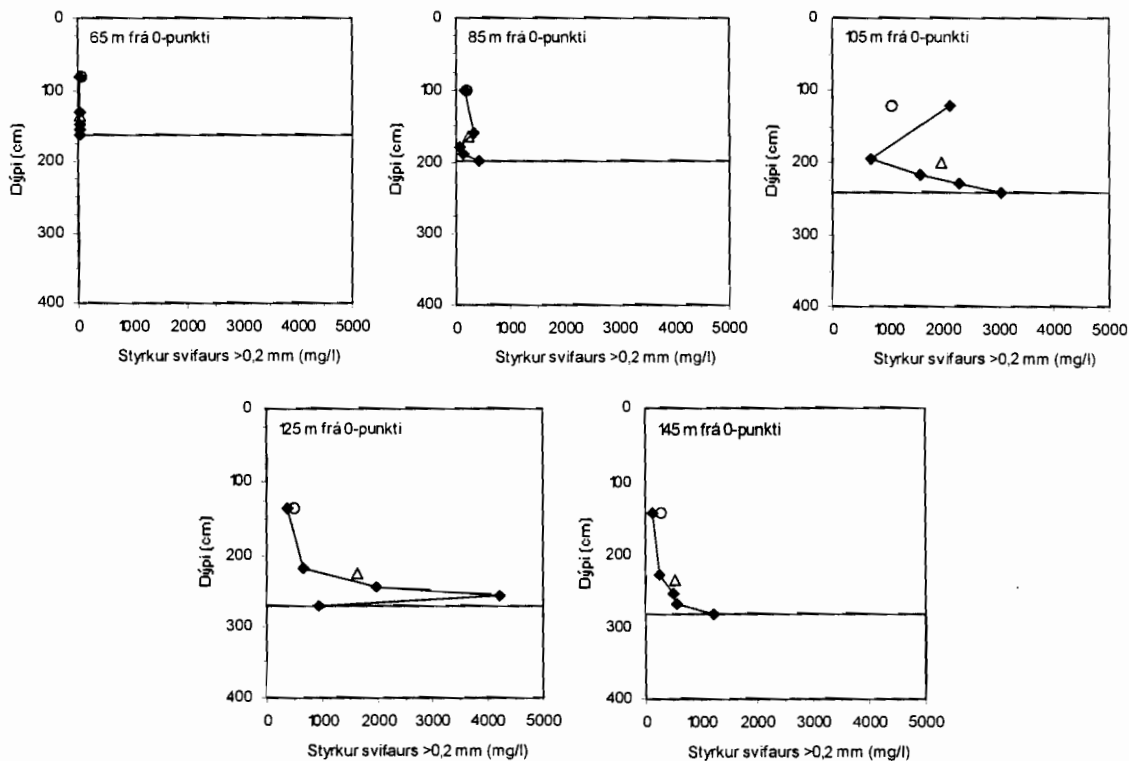 65 m frá 0-punkti
0
100
200
300
400
Dýpi (cm)
0 1000 2000 3000 4000 5000
Styrkur svifaurs >0,2 mm (mg/l)
85 m frá 0-punkti
0
100
200
300
400
Dýpi (cm)
0 1000 2000 3000 4000 5000
Styrkur svifaurs >0,2 mm (mg/l)
105 m frá 0-punkti
0
100
200
300
400
Dýpi (cm)
0 1000 2000 3000 4000 5000
Styrkur svifaurs >0,2 mm (mg/l)
125 m frá 0-punkti
0
100
200
300
400
Dýpi (cm)
0 1000 2000 3000 4000 5000
Styrkur svifaurs >0,2 mm (mg/l)
145 m frá 0-punkti
0
100
200
300
400
Dýpi (cm)
0 1000 2000 3000 4000 5000
Styrkur svifaurs >0,2 mm (mg/l)